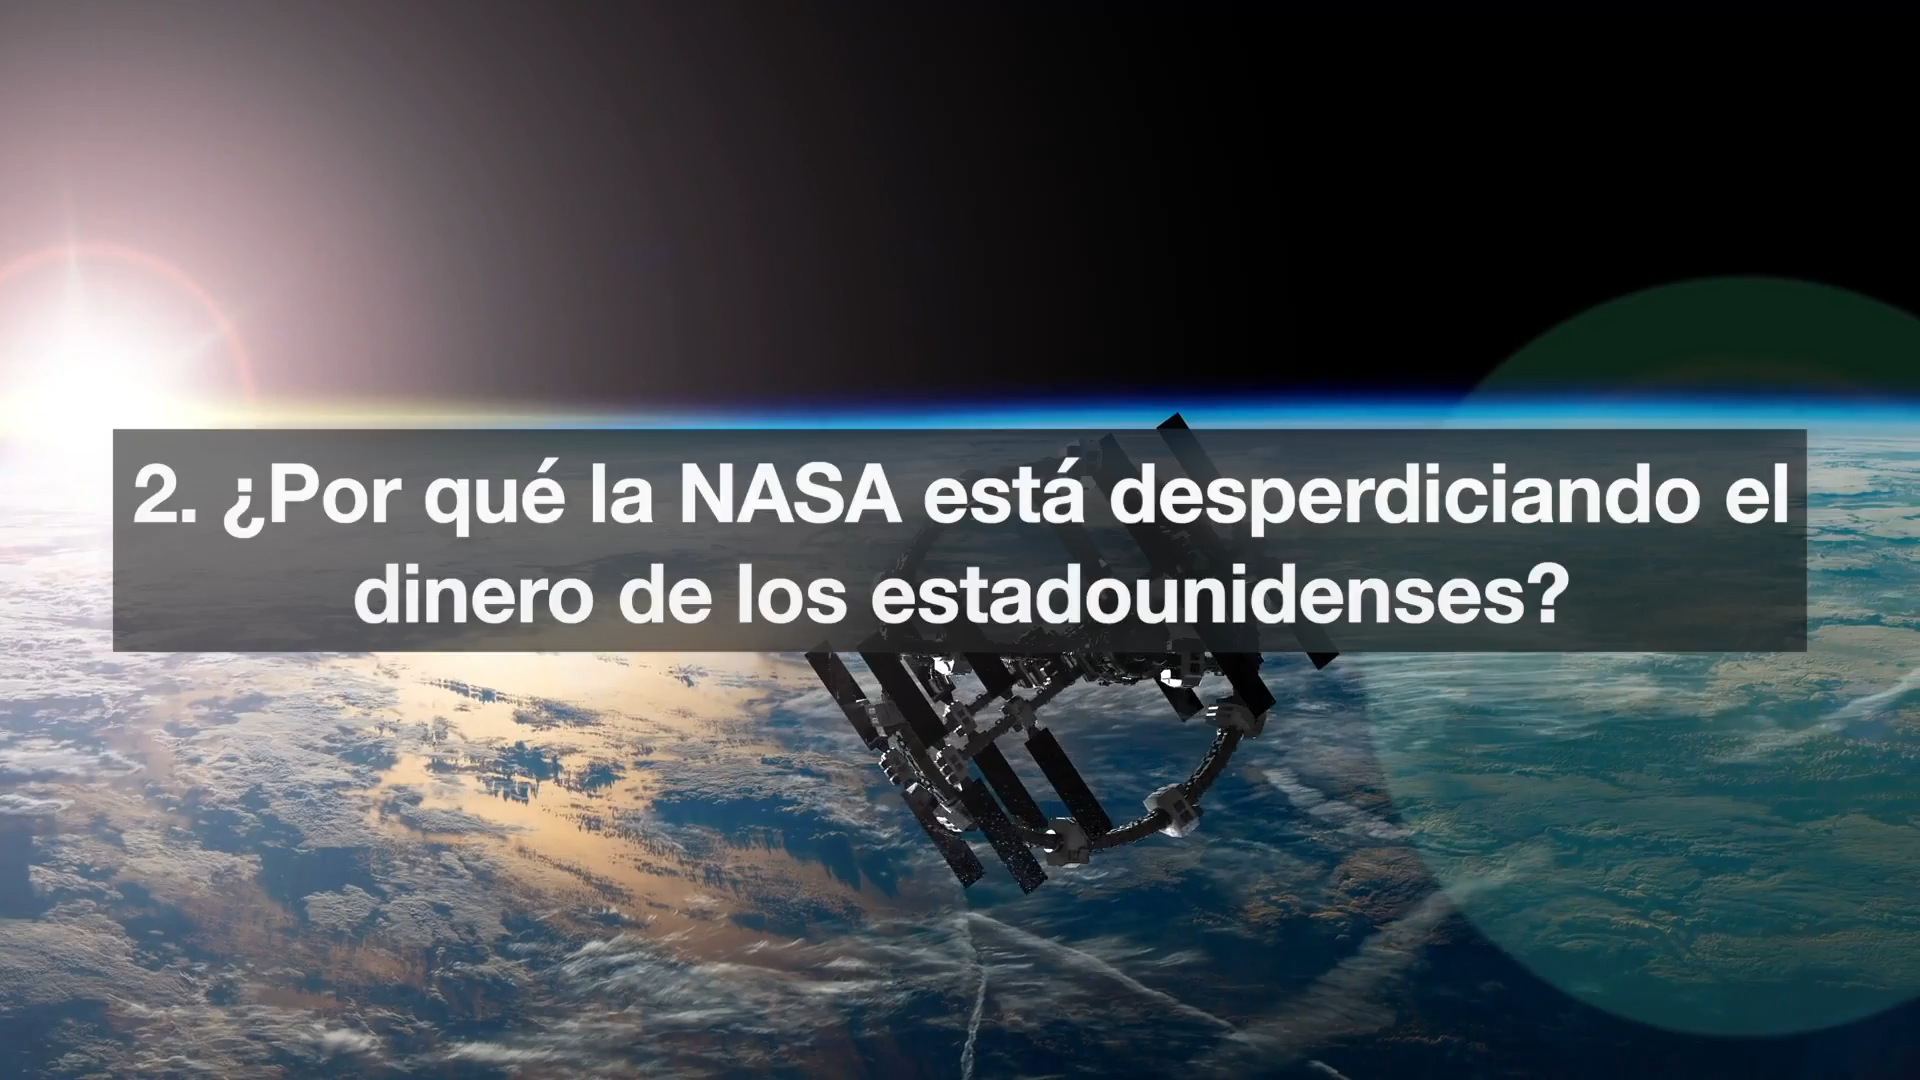 2. ¿Por qué la NASA está desperdiciando el
dinero de los estadounidenses?